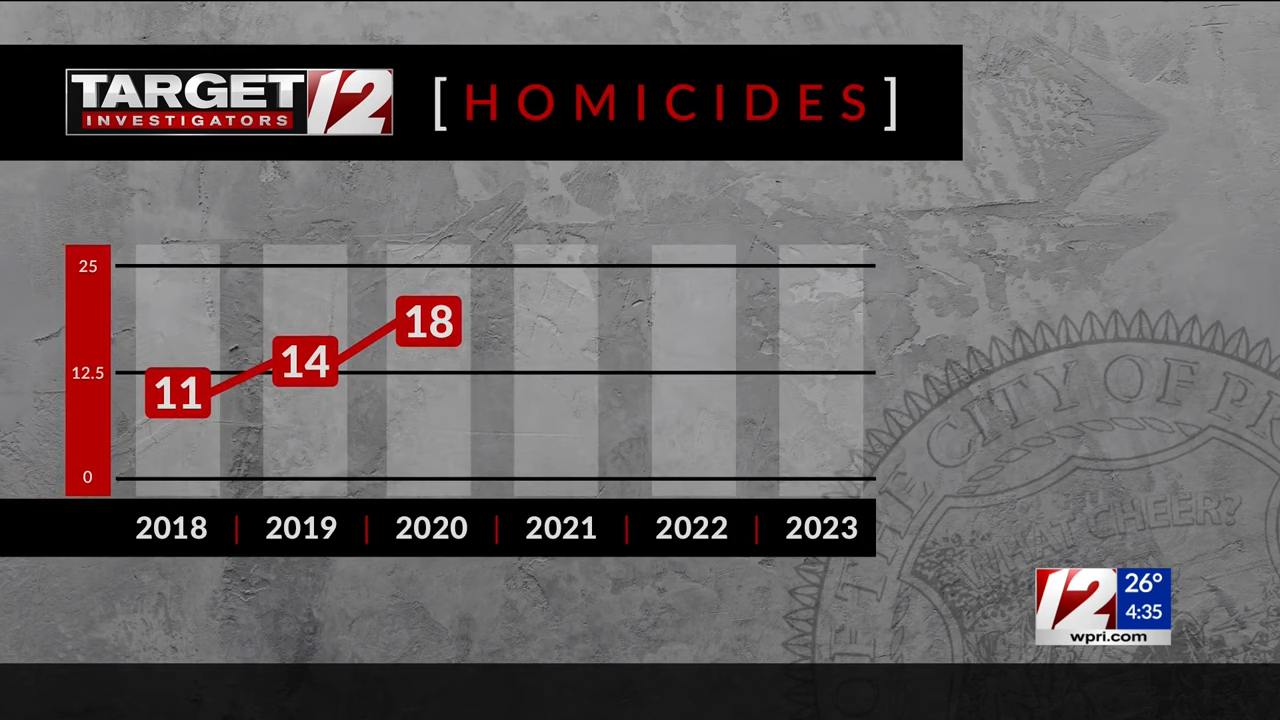 TARGET 12
INVESTIGATORS
[HOMICIDES]
25
12.5
0
11
14
18
2018 | 2019 | 2020 | 2021 | 2022 | 2023
THE CITY OF
WHAT CHEER?
12
26°
4:35
wpri.com